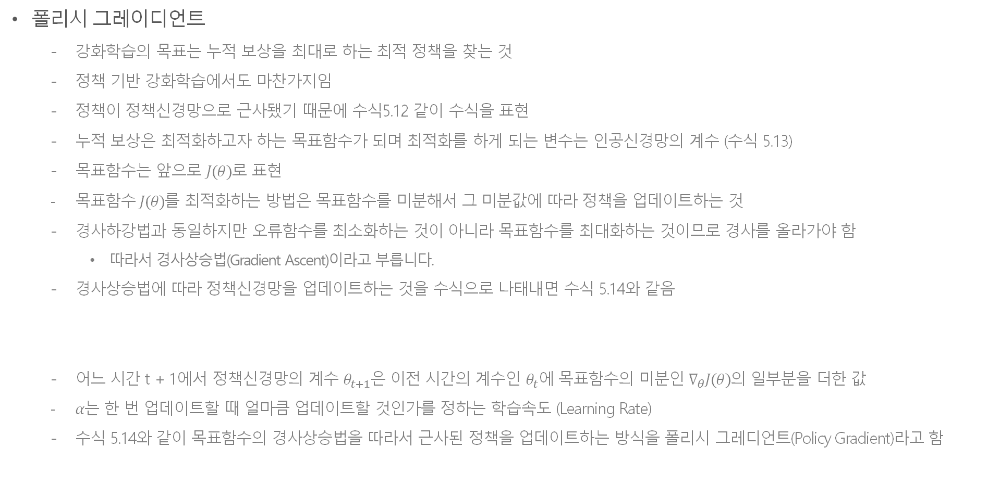 • 폴리시 그레이디언트
- 강화학습의 목표는 누적 보상을 최대로 하는 최적 정책을 찾는 것
- 정책 기반 강화학습에서도 마찬가지임
- 정책이 정책신경망으로 근사됐기 때문에 수식5.12 같이 수식을 표현
- 누적 보상은 최적화하고자 하는 목표함수가 되며 최적화를 하게 되는 변수는 인공신경망의 계수 (수식 5.13)
- 목표함수는 앞으로 J(θ)로 표현
- 목표함수 J(θ)를 최적화하는 방법은 목표함수를 미분해서 그 미분값에 따라 정책을 업데이트하는 것
- 경사하강법과 동일하지만 오류함수를 최소화하는 것이 아니라 목표함수를 최대화하는 것이므로 경사를 올라가야 함
• 따라서 경사상승법(Gradient Ascent)이라고 부릅니다.
- 경사상승법에 따라 정책신경망을 업데이트하는 것을 수식으로 나태내면 수식 5.14와 같음
- 어느 시간 t + 1에서 정책신경망의 계수 θₜ₊₁은 이전 시간의 계수인 θₜ에 목표함수의 미분인 ∇_θJ(θ)의 일부분을 더한 값
- α는 한 번 업데이트할 때 얼마큼 업데이트할 것인가를 정하는 학습속도 (Learning Rate)
- 수식 5.14와 같이 목표함수의 경사상승법을 따라서 근사된 정책을 업데이트하는 방식을 폴리시 그레디언트(Policy Gradient)라고 함